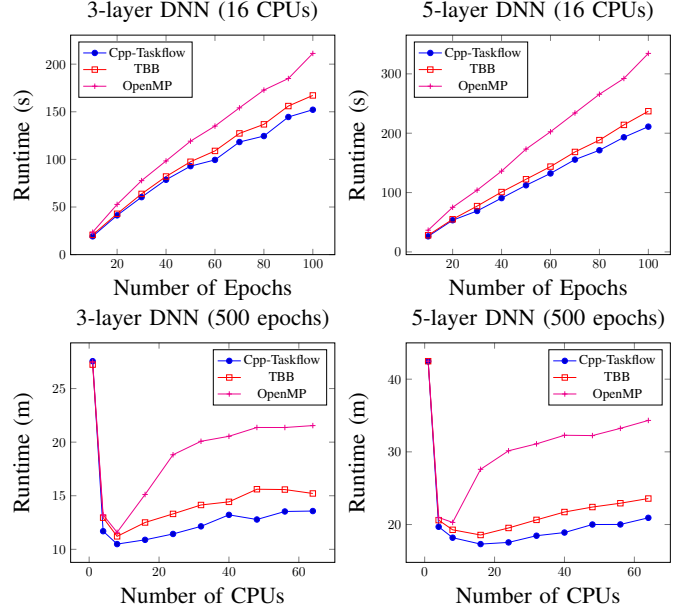 3-layer DNN (16 CPUs)
Cpp-Taskflow
TBB
OpenMP
200
150
100
50
0
20 40 60 80 100
Runtime (s)
Number of Epochs
5-layer DNN (16 CPUs)
Cpp-Taskflow
TBB
OpenMP
300
200
100
0
20 40 60 80 100
Runtime (s)
Number of Epochs
3-layer DNN (500 epochs)
Cpp-Taskflow
TBB
OpenMP
25
20
15
10
0 20 40 60
Runtime (m)
Number of CPUs
5-layer DNN (500 epochs)
Cpp-Taskflow
TBB
OpenMP
40
30
20
0 20 40 60
Runtime (m)
Number of CPUs